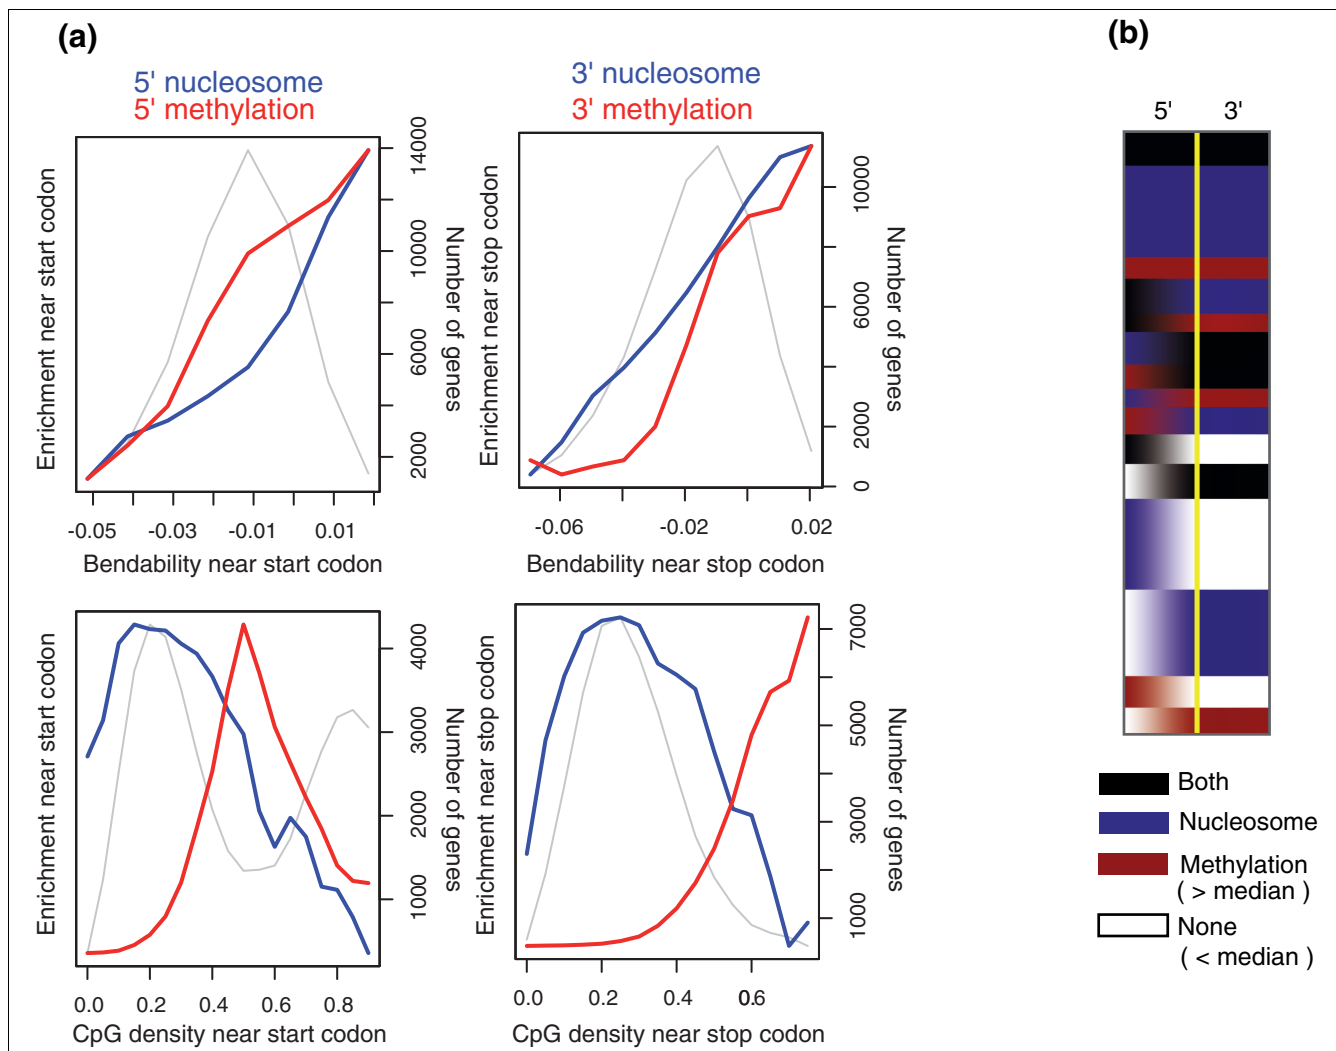 (a)
5' nucleosome
5' methylation
Enrichment near start codon
2000 6000 10000 14000
Number of genes
-0.05 -0.03 -0.01 0.01
Bendability near start codon
3' nucleosome
3' methylation
Enrichment near stop codon
0 2000 6000 10000
Number of genes
-0.06 -0.02 0.02
Bendability near stop codon
Enrichment near start codon
1000 2000 3000 4000
Number of genes
0.0 0.2 0.4 0.6 0.8
CpG density near start codon
Enrichment near stop codon
1000 3000 5000 7000
Number of genes
0.0 0.2 0.4 0.6
CpG density near stop codon
(b)
5' 3'
Both
Nucleosome
Methylation
( > median )
None
( < median )